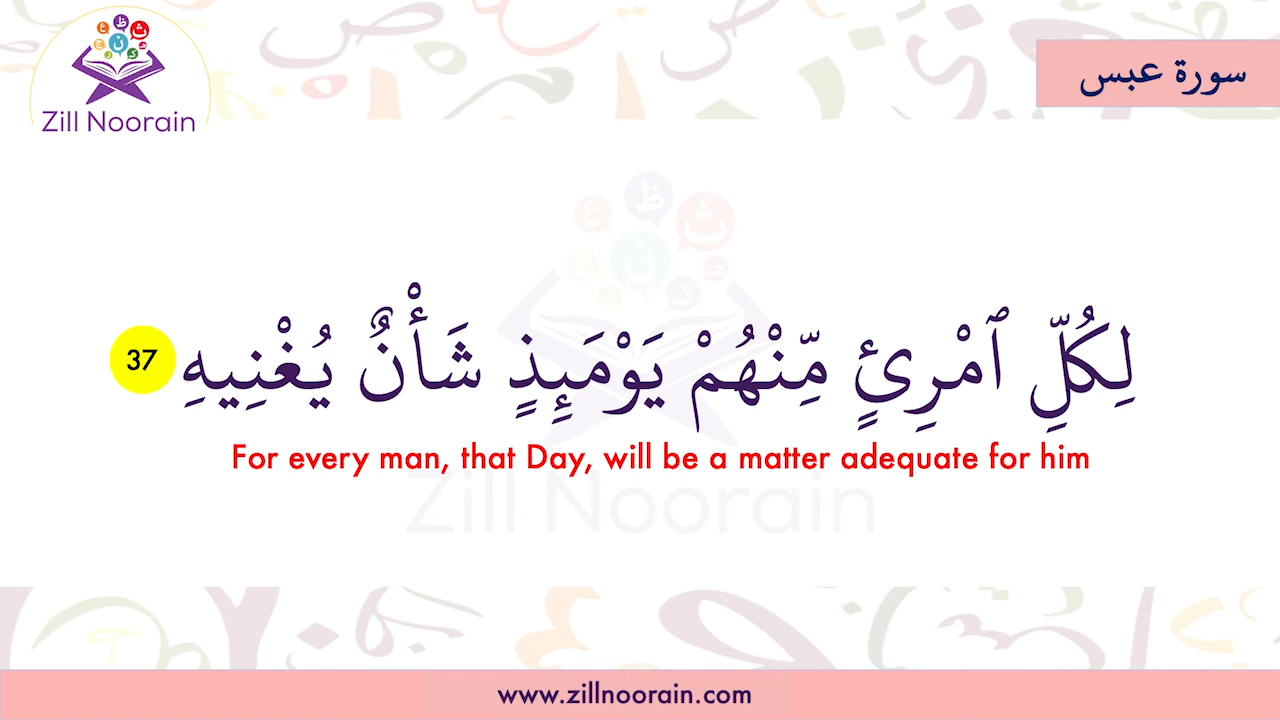 Zill Noorain
سورة عبس
لِكُلِّ ٱمْرِئٍ مِّنْهُمْ يَوْمَئِذٍ شَأْنٌ يُغْنِيهِ 37
For every man, that Day, will be a matter adequate for him
Zill Noorain
www.zillnoorain.com